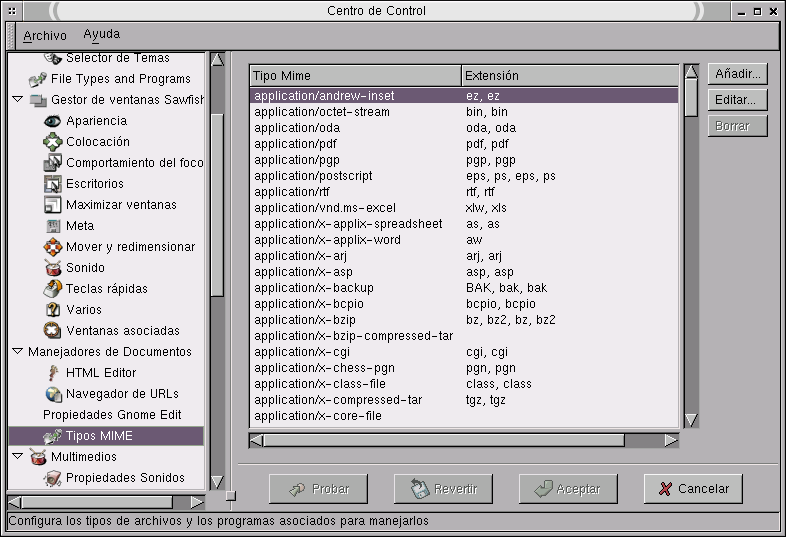 Centro de Control
Archivo Ayuda
Selector de Temas
File Types and Programs
Gestor de ventanas Sawfish
Apariencia
Colocación
Comportamiento del foco
Escritorios
Maximizar ventanas
Meta
Mover y redimensionar
Sonido
Teclas rápidas
Varios
Ventanas asociadas
Manejadores de Documentos
HTML Editor
Navegador de URLs
Propiedades Gnome Edit
Tipos MIME
Multimedios
Propiedades Sonidos
Tipo Mime Extensión
application/andrew-inset ez, ez
application/octet-stream bin, bin
application/oda oda, oda
application/pdf pdf, pdf
application/pgp pgp, pgp
application/postscript eps, ps, eps, ps
application/rtf rtf, rtf
application/vnd.ms-excel xlw, xls
application/x-applix-spreadsheet as, as
application/x-applix-word aw
application/x-arj arj, arj
application/x-asp asp, asp
application/x-backup BAK, bak, bak
application/x-bcpio bcpio, bcpio
application/x-bzip bz, bz2, bz, bz2
application/x-bzip-compressed-tar
application/x-cgi cgi, cgi
application/x-chess-pgn pgn, pgn
application/x-class-file class, class
application/x-compressed-tar tgz, tgz
application/x-core-file
Añadir...
Editar...
Borrar
Probar Revertir Aceptar Cancelar
Configura los tipos de archivos y los programas asociados para manejarlos